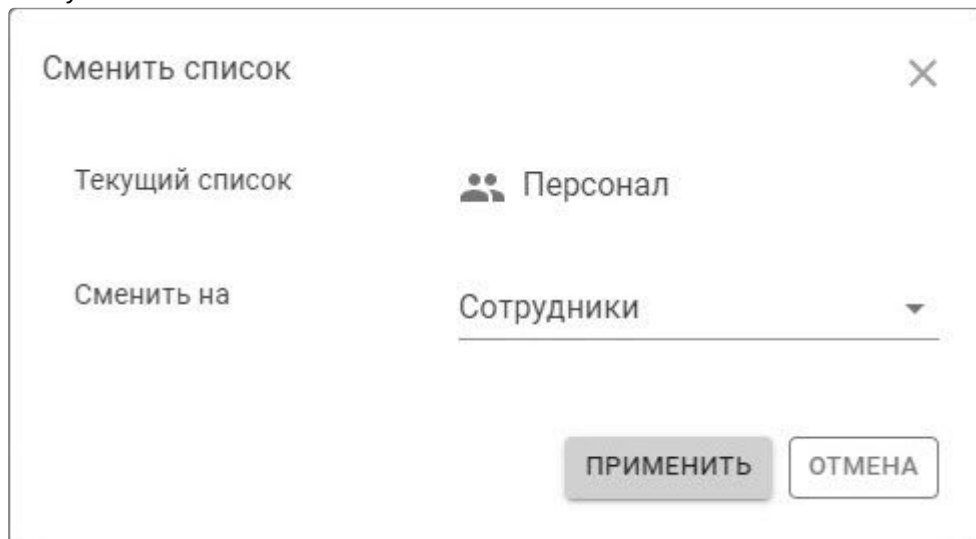 Сменить список
Текущий список
Персонал
Сменить на
Сотрудники
ПРИМЕНИТЬ
ОТМЕНА